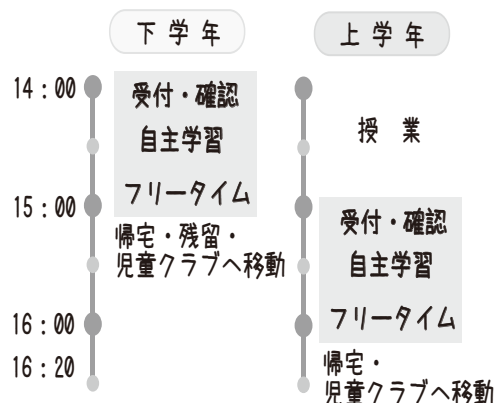 下学年
上学年
14:00
受付・確認
自主学習
フリータイム
授業
15:00
帰宅・残留・
児童クラブへ移動
受付・確認
自主学習
フリータイム
16:00
16:20
帰宅・
児童クラブへ移動